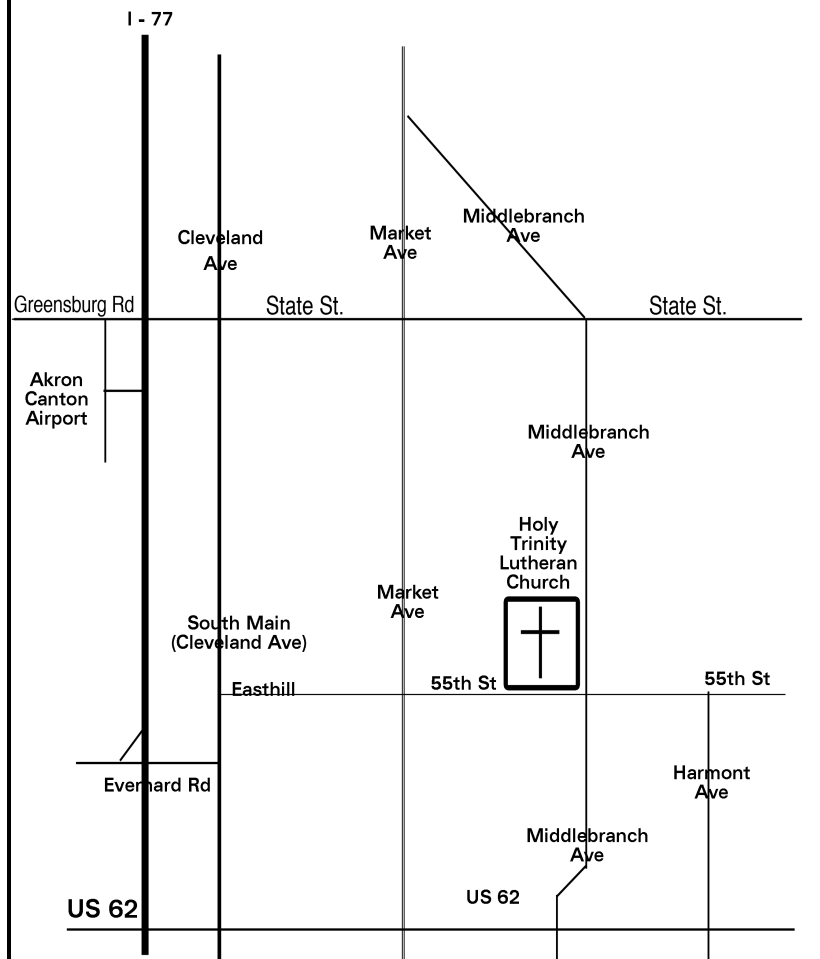 I - 77
Middlebranch
Ave
Cleveland
Ave
Market
Ave
Greensburg Rd
State St.
State St.
Akron
Canton
Airport
Middlebranch
Ave
Holy
Trinity
Lutheran
Church
Market
Ave
South Main
(Cleveland Ave)
Easthill
55th St
55th St
Everhard Rd
Harmont
Ave
Middlebranch
Ave
US 62
US 62